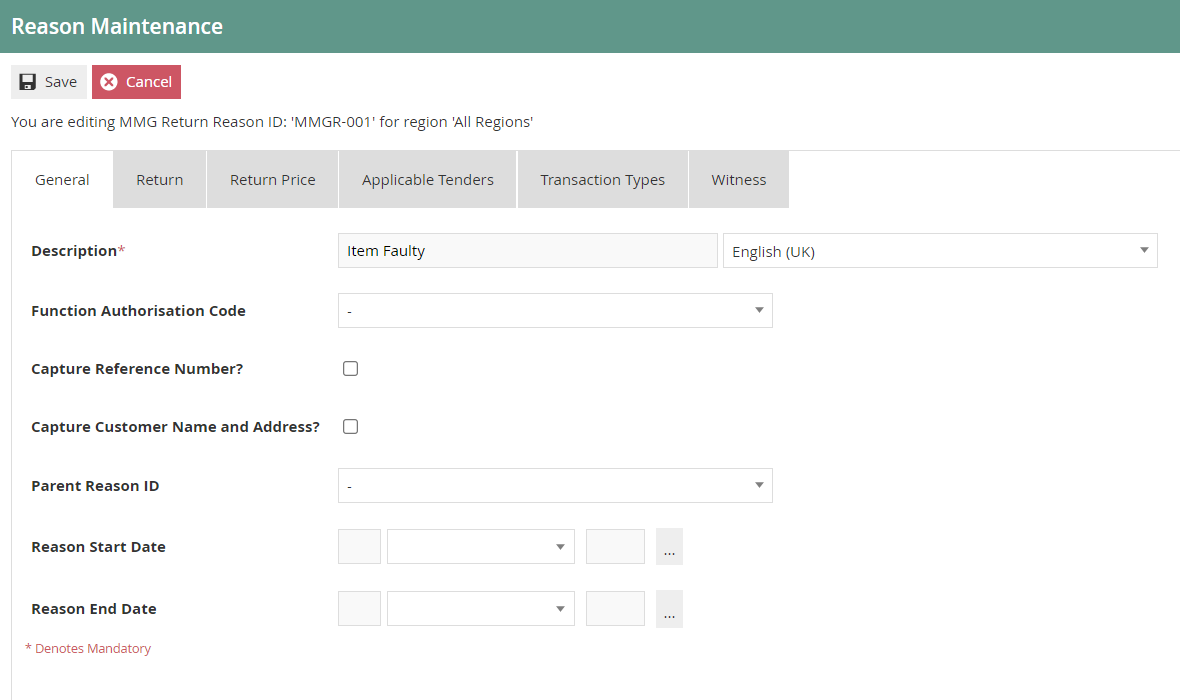 Reason Maintenance
Save Cancel
You are editing MMG Return Reason ID: 'MMGR-001' for region 'All Regions'
General Return Return Price Applicable Tenders Transaction Types Witness
Description* Item Faulty English (UK)
Function Authorisation Code -
Capture Reference Number?
Capture Customer Name and Address?
Parent Reason ID -
Reason Start Date ...
Reason End Date ...
* Denotes Mandatory